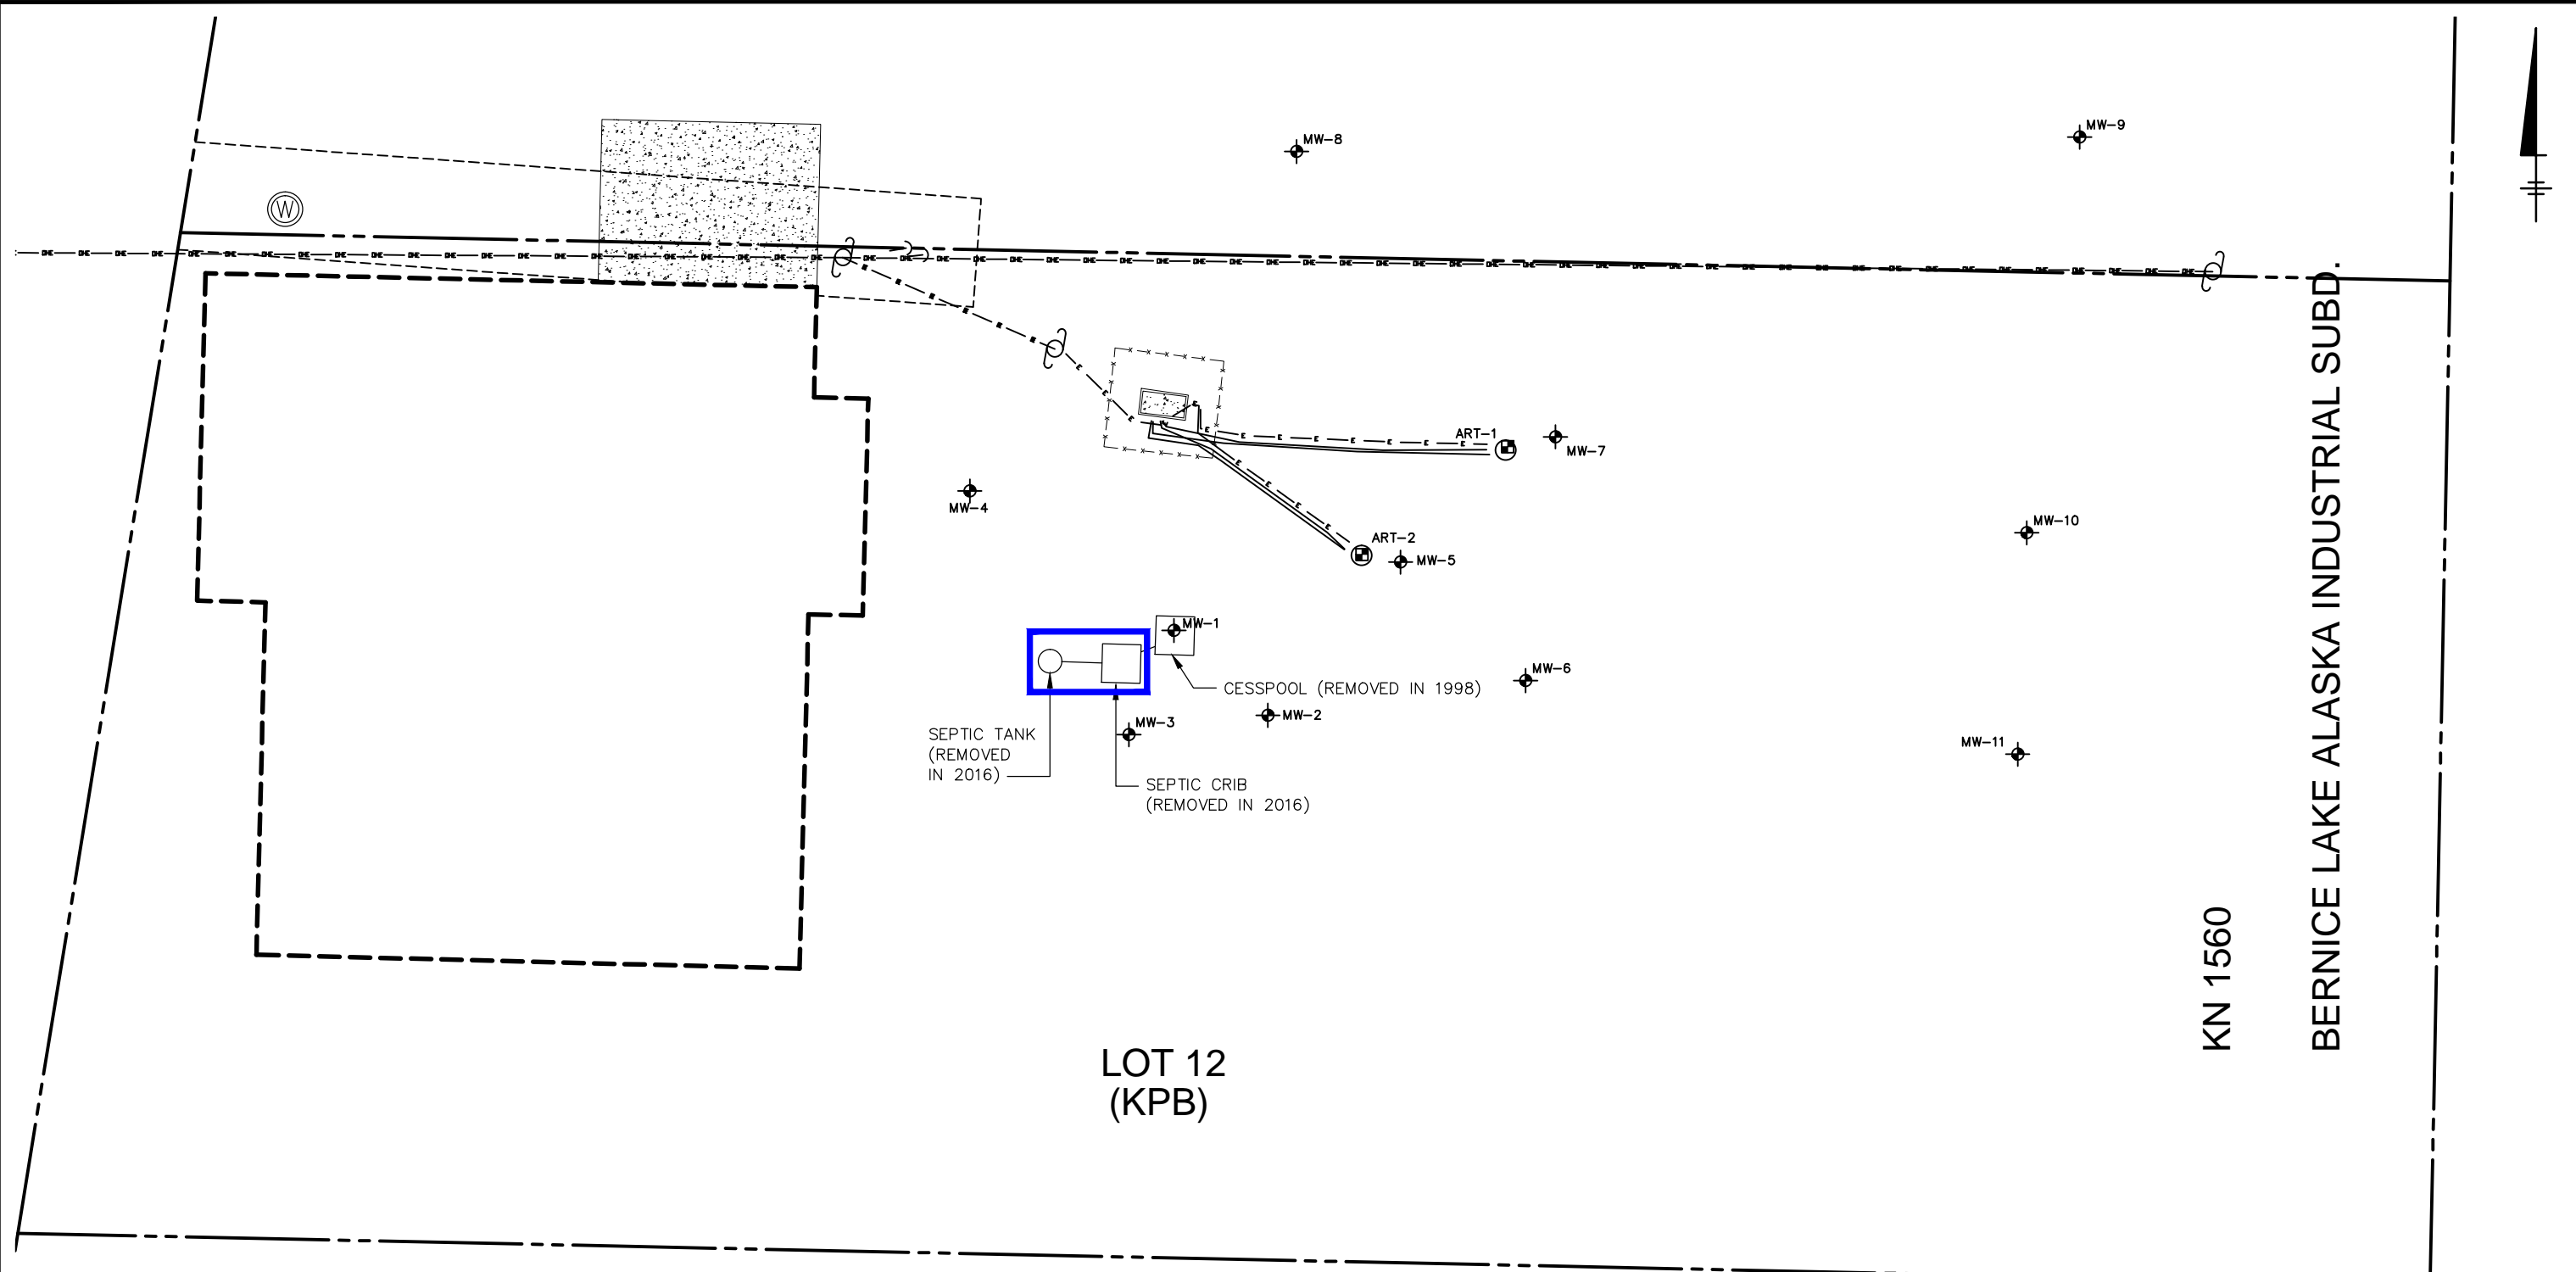 MW-8
MW-9
W
OHE
ART-1
MW-7
MW-4
MW-10
ART-2
MW-5
MW-1
MW-6
CESSPOOL (REMOVED IN 1998)
MW-2
MW-3
SEPTIC TANK
(REMOVED
IN 2016)
MW-11
SEPTIC CRIB
(REMOVED IN 2016)
LOT 12
(KPB)
KN 1560
BERNICE LAKE ALASKA INDUSTRIAL SUBD.